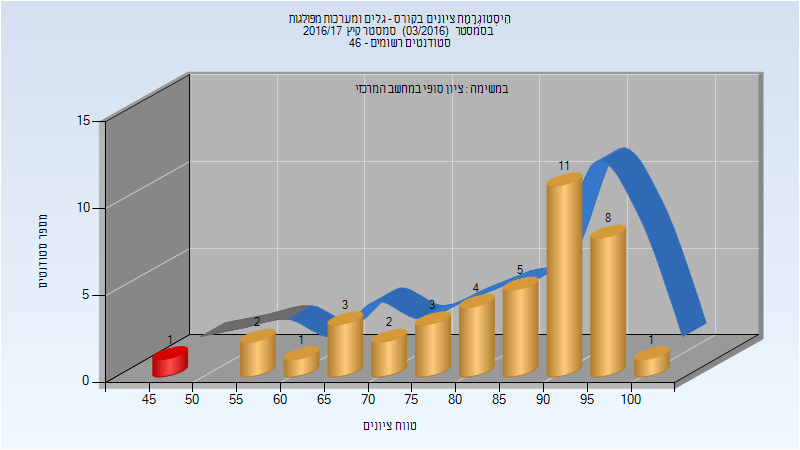 היסטוגרמת ציונים בקורס - גלים ומערכות מפולגות
בסמסטר (03/2016) סמסטר קיץ 2016/17
סטודנטים רשומים - 46
במשימה : ציון סופי במחשב המרכזי
מספר סטודנטים
15
10
5
0
1
2
1
3
2
3
4
5
11
8
1
45 50 55 60 65 70 75 80 85 90 95 100
טווח ציונים